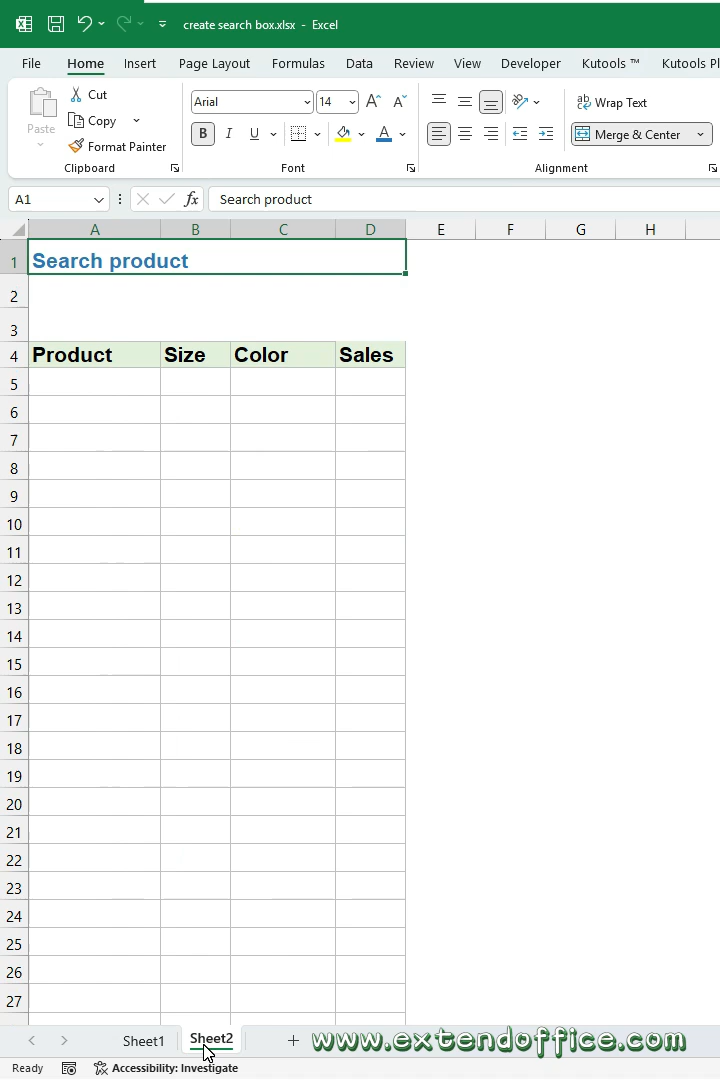 create search box.xlsx - Excel
File Home Insert Page Layout Formulas Data Review View Developer Kutools ™ Kutools Pl
Paste
Cut
Copy
Format Painter
Clipboard
Arial 14
B I U A
Font
Wrap Text
Merge & Center
Alignment
A1 fx Search product
A B C D E F G H
1 Search product
2
3
4 Product Size Color Sales
5
6
7
8
9
10
11
12
13
14
15
16
17
18
19
20
21
22
23
24
25
26
27
Sheet1 Sheet2 www.extendoffice.com
Ready Accessibility: Investigate